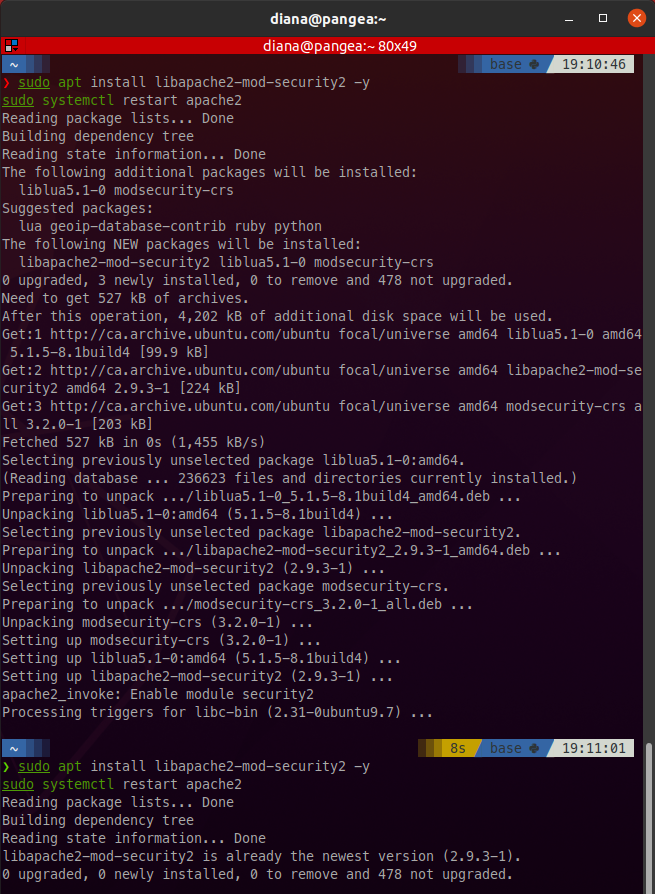 diana@pangea:~
diana@pangea:~ 80x49
~ base 19:10:46
❯ sudo apt install libapache2-mod-security2 -y
sudo systemctl restart apache2
Reading package lists... Done
Building dependency tree
Reading state information... Done
The following additional packages will be installed:
  liblua5.1-0 modsecurity-crs
Suggested packages:
  lua geoip-database-contrib ruby python
The following NEW packages will be installed:
  libapache2-mod-security2 liblua5.1-0 modsecurity-crs
0 upgraded, 3 newly installed, 0 to remove and 478 not upgraded.
Need to get 527 kB of archives.
After this operation, 4,202 kB of additional disk space will be used.
Get:1 http://ca.archive.ubuntu.com/ubuntu focal/universe amd64 liblua5.1-0 amd64
 5.1.5-8.1build4 [99.9 kB]
Get:2 http://ca.archive.ubuntu.com/ubuntu focal/universe amd64 libapache2-mod-se
curity2 amd64 2.9.3-1 [224 kB]
Get:3 http://ca.archive.ubuntu.com/ubuntu focal/universe amd64 modsecurity-crs a
ll 3.2.0-1 [203 kB]
Fetched 527 kB in 0s (1,455 kB/s)
Selecting previously unselected package liblua5.1-0:amd64.
(Reading database ... 236623 files and directories currently installed.)
Preparing to unpack .../liblua5.1-0_5.1.5-8.1build4_amd64.deb ...
Unpacking liblua5.1-0:amd64 (5.1.5-8.1build4) ...
Selecting previously unselected package libapache2-mod-security2.
Preparing to unpack .../libapache2-mod-security2_2.9.3-1_amd64.deb ...
Unpacking libapache2-mod-security2 (2.9.3-1) ...
Selecting previously unselected package modsecurity-crs.
Preparing to unpack .../modsecurity-crs_3.2.0-1_all.deb ...
Unpacking modsecurity-crs (3.2.0-1) ...
Setting up modsecurity-crs (3.2.0-1) ...
Setting up liblua5.1-0:amd64 (5.1.5-8.1build4) ...
Setting up libapache2-mod-security2 (2.9.3-1) ...
apache2_invoke: Enable module security2
Processing triggers for libc-bin (2.31-0ubuntu9.7) ...
~ 8s base 19:11:01
❯ sudo apt install libapache2-mod-security2 -y
sudo systemctl restart apache2
Reading package lists... Done
Building dependency tree
Reading state information... Done
libapache2-mod-security2 is already the newest version (2.9.3-1).
0 upgraded, 0 newly installed, 0 to remove and 478 not upgraded.